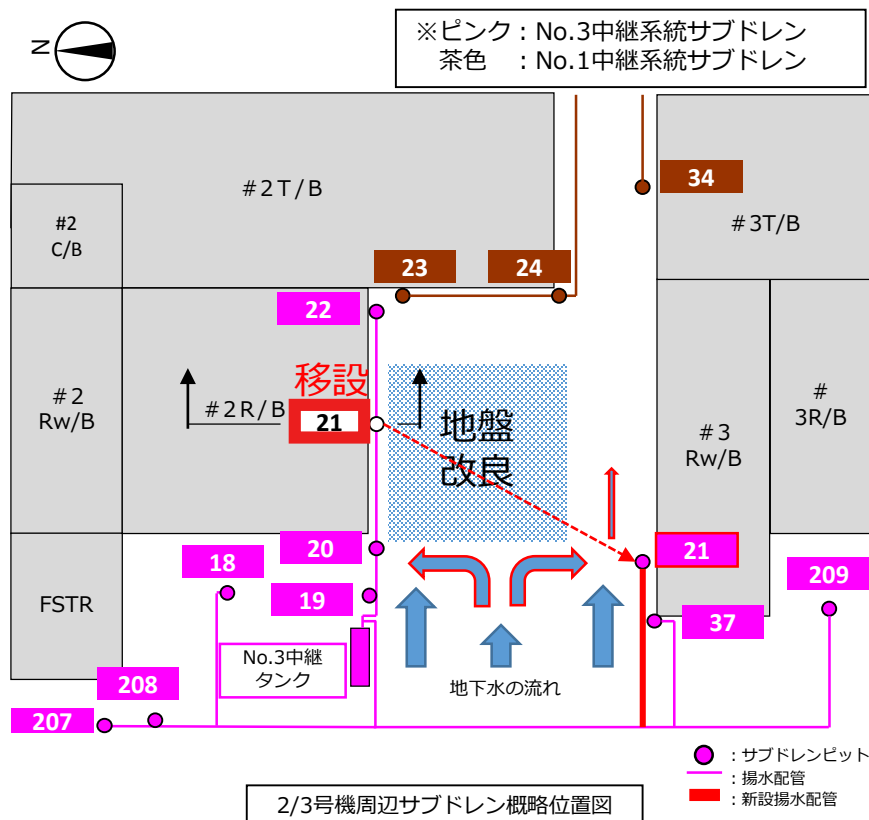 ※ピンク：No.3中継系統サブドレン
茶色　：No.1中継系統サブドレン
N
#2T/B
34
#3T/B
#2
C/B
23
24
22
移設
#2
Rw/B
#2R/B
21
地盤
改良
#3
Rw/B
#
3R/B
20
21
18
19
209
FSTR
37
No.3中継
タンク
地下水の流れ
208
207
：サブドレンピット
：揚水配管
：新設揚水配管
2/3号機周辺サブドレン概略位置図